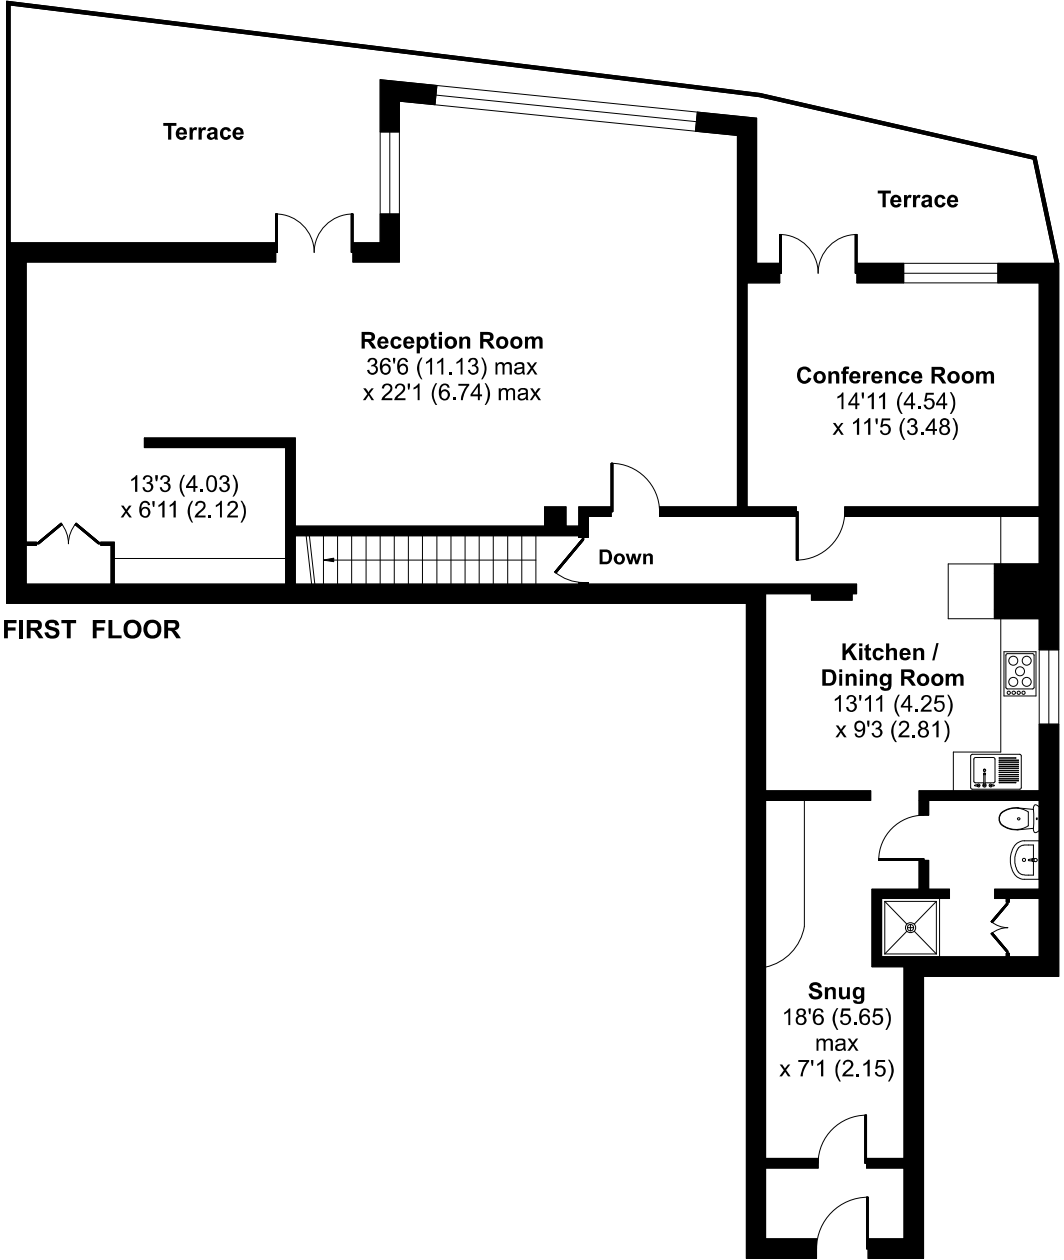 Terrace
Terrace
Reception Room
36'6 (11.13) max
x 22'1 (6.74) max
Conference Room
14'11 (4.54)
x 11'5 (3.48)
13'3 (4.03)
x 6'11 (2.12)
Down
FIRST FLOOR
Kitchen /
Dining Room
13'11 (4.25)
x 9'3 (2.81)
Snug
18'6 (5.65)
max
x 7'1 (2.15)